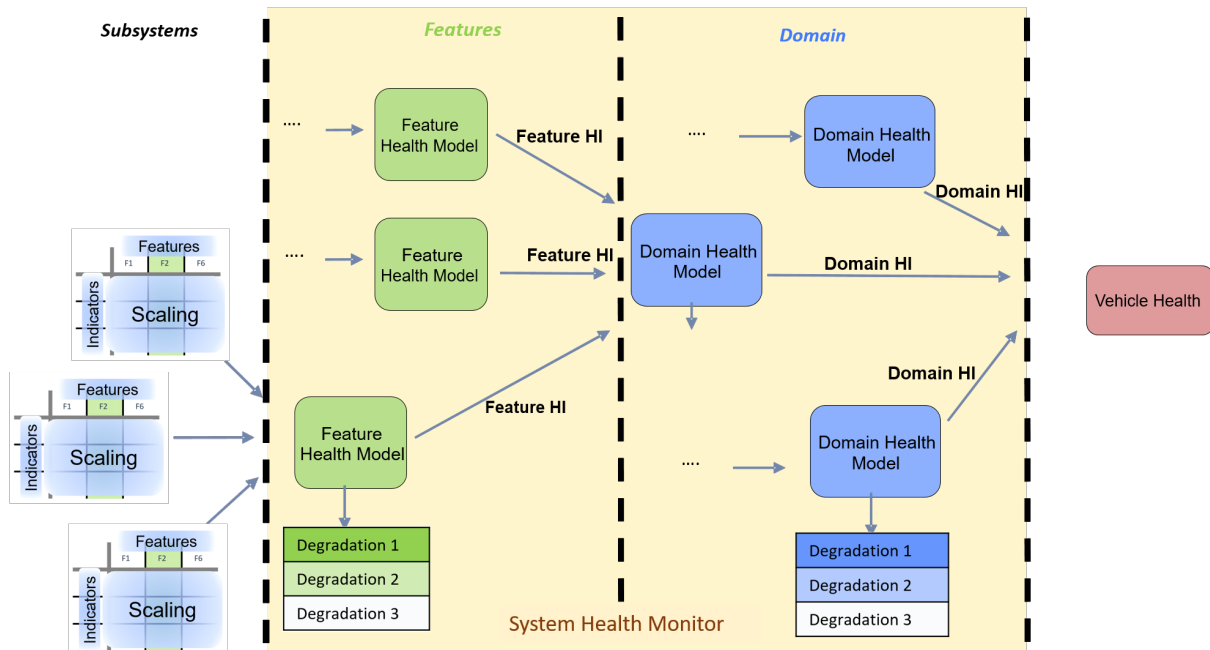 Subsystems
Features
Domain
....
Feature
Health Model
Feature HI
....
Domain Health
Model
Domain HI
....
Feature
Health Model
Feature HI
Domain Health
Model
Domain HI
Vehicle Health
Features
F1 F2 F6
Indicators
Scaling
Features
F1 F2 F6
Indicators
Scaling
Features
F1 F2 F6
Indicators
Scaling
Feature
Health Model
Feature HI
Degradation 1
Degradation 2
Degradation 3
....
Domain Health
Model
Domain HI
Degradation 1
Degradation 2
Degradation 3
System Health Monitor